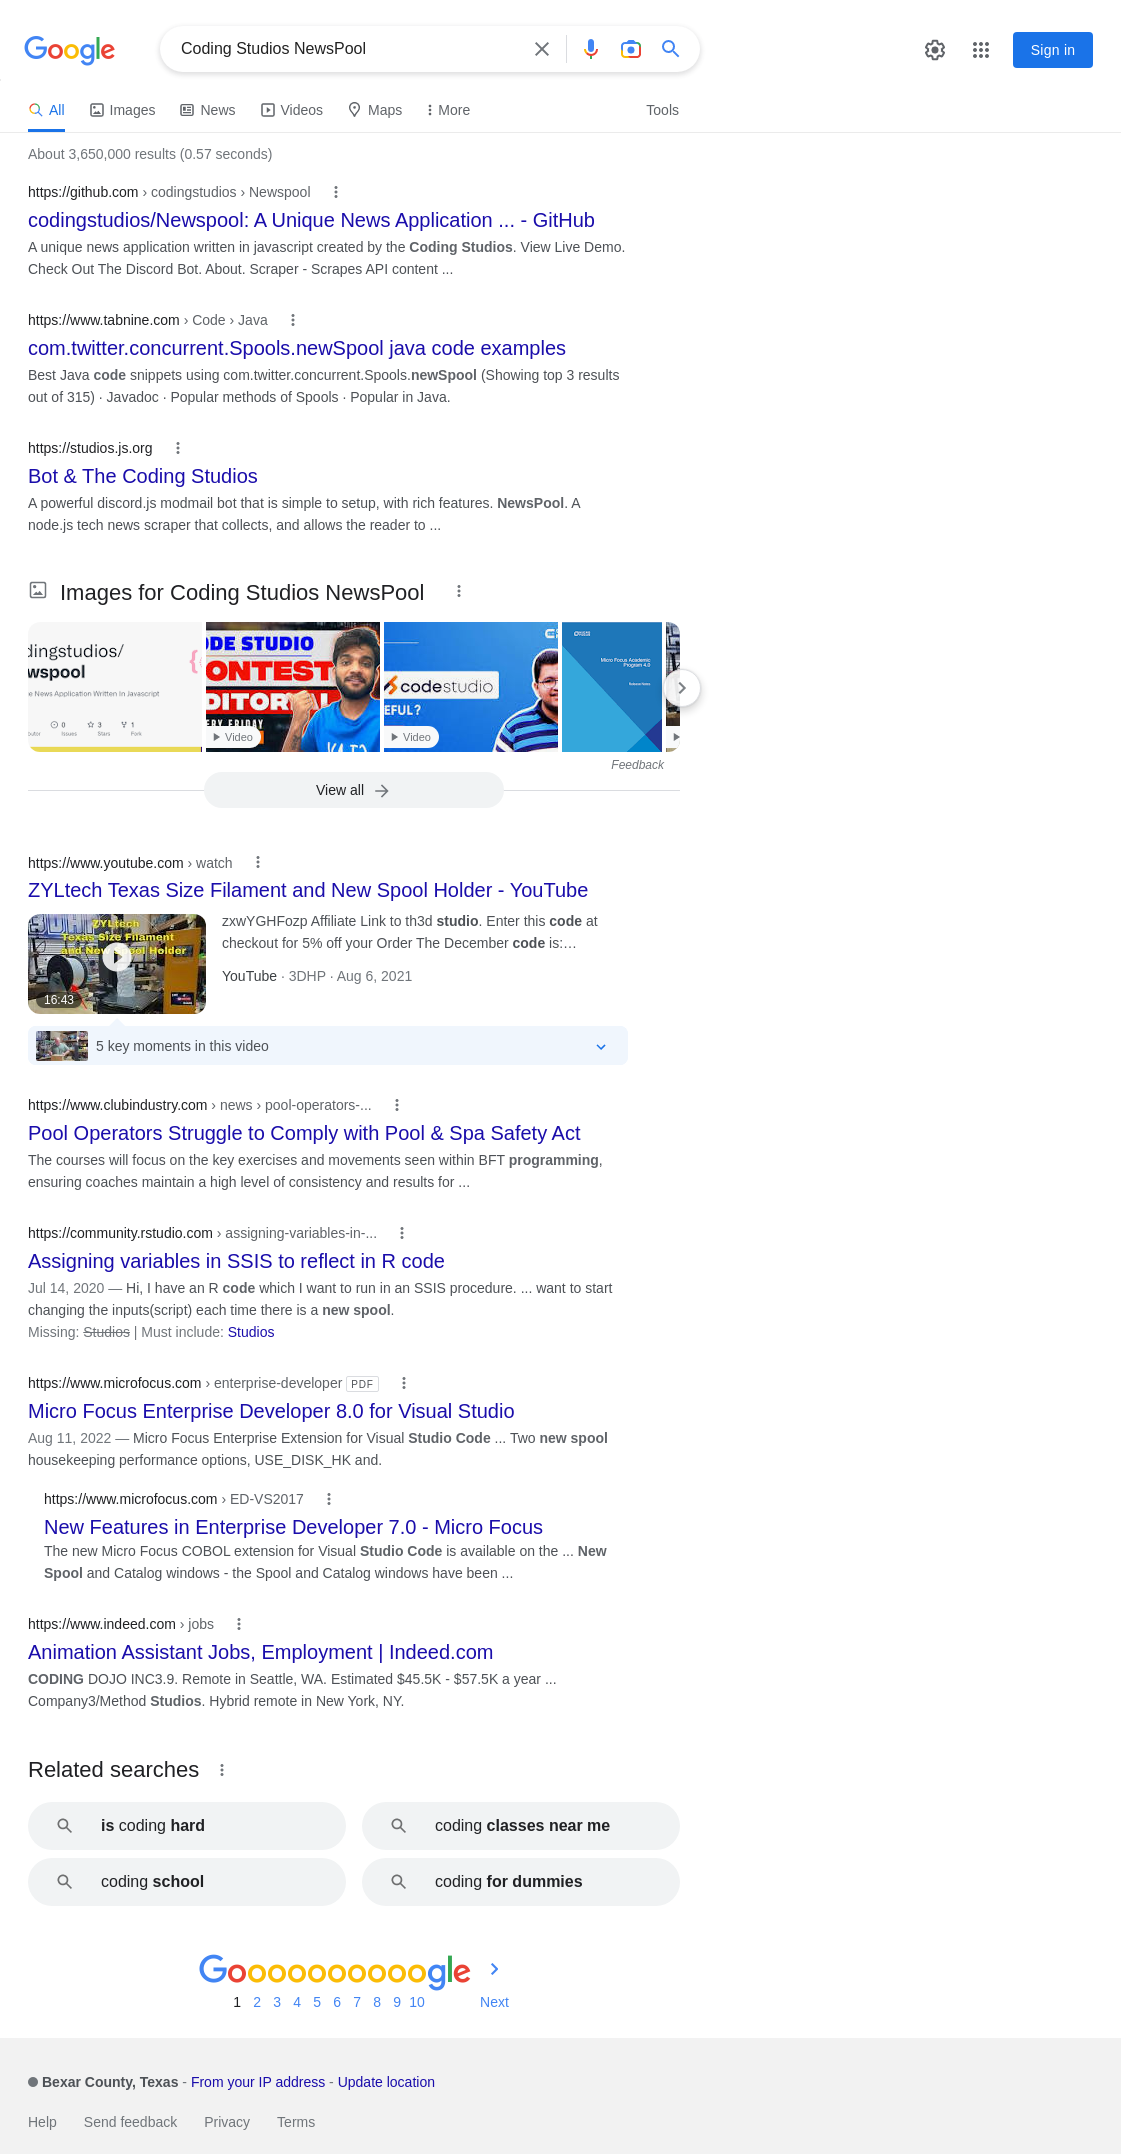 Google
Coding Studios NewsPool
Sign in
All
Images
News
Videos
Maps
More
Tools
About 3,650,000 results (0.57 seconds)
https://github.com › codingstudios › Newspool
codingstudios/Newspool: A Unique News Application ... - GitHub
A unique news application written in javascript created by the Coding Studios. View Live Demo.
Check Out The Discord Bot. About. Scraper - Scrapes API content ...
https://www.tabnine.com › Code › Java
com.twitter.concurrent.Spools.newSpool java code examples
Best Java code snippets using com.twitter.concurrent.Spools.newSpool (Showing top 3 results
out of 315) · Javadoc · Popular methods of Spools · Popular in Java.
https://studios.js.org
Bot & The Coding Studios
A powerful discord.js modmail bot that is simple to setup, with rich features. NewsPool. A
node.js tech news scraper that collects, and allows the reader to ...
Images for Coding Studios NewsPool
dingstudios/
wspool
e News Application Written In Javascript
0
3
1
butor
Issues
Stars
Fork
ODE STUDIO
ONTEST
DITORIAL
ERY FRIDAY
Video
codestudio
EFUL?
Video
Micro Focus Academic
Program 4.0
Release Notes
Feedback
View all
https://www.youtube.com › watch
ZYLtech Texas Size Filament and New Spool Holder - YouTube
3DHP
ZYLtech
Texas Size Filament
and New Spool Holder
16:43
zxwYGHFozp Affiliate Link to th3d studio. Enter this code at
checkout for 5% off your Order The December code is:…
YouTube · 3DHP · Aug 6, 2021
5 key moments in this video
https://www.clubindustry.com › news › pool-operators-...
Pool Operators Struggle to Comply with Pool & Spa Safety Act
The courses will focus on the key exercises and movements seen within BFT programming,
ensuring coaches maintain a high level of consistency and results for ...
https://community.rstudio.com › assigning-variables-in-...
Assigning variables in SSIS to reflect in R code
Jul 14, 2020 — Hi, I have an R code which I want to run in an SSIS procedure. ... want to start
changing the inputs(script) each time there is a new spool.
Missing: Studios | Must include: Studios
https://www.microfocus.com › enterprise-developer PDF
Micro Focus Enterprise Developer 8.0 for Visual Studio
Aug 11, 2022 — Micro Focus Enterprise Extension for Visual Studio Code ... Two new spool
housekeeping performance options, USE_DISK_HK and.
https://www.microfocus.com › ED-VS2017
New Features in Enterprise Developer 7.0 - Micro Focus
The new Micro Focus COBOL extension for Visual Studio Code is available on the ... New
Spool and Catalog windows - the Spool and Catalog windows have been ...
https://www.indeed.com › jobs
Animation Assistant Jobs, Employment | Indeed.com
CODING DOJO INC3.9. Remote in Seattle, WA. Estimated $45.5K - $57.5K a year ...
Company3/Method Studios. Hybrid remote in New York, NY.
Related searches
is coding hard
coding classes near me
coding school
coding for dummies
Goooooooooogle
1 2 3 4 5 6 7 8 9 10 Next
Bexar County, Texas - From your IP address - Update location
Help
Send feedback
Privacy
Terms